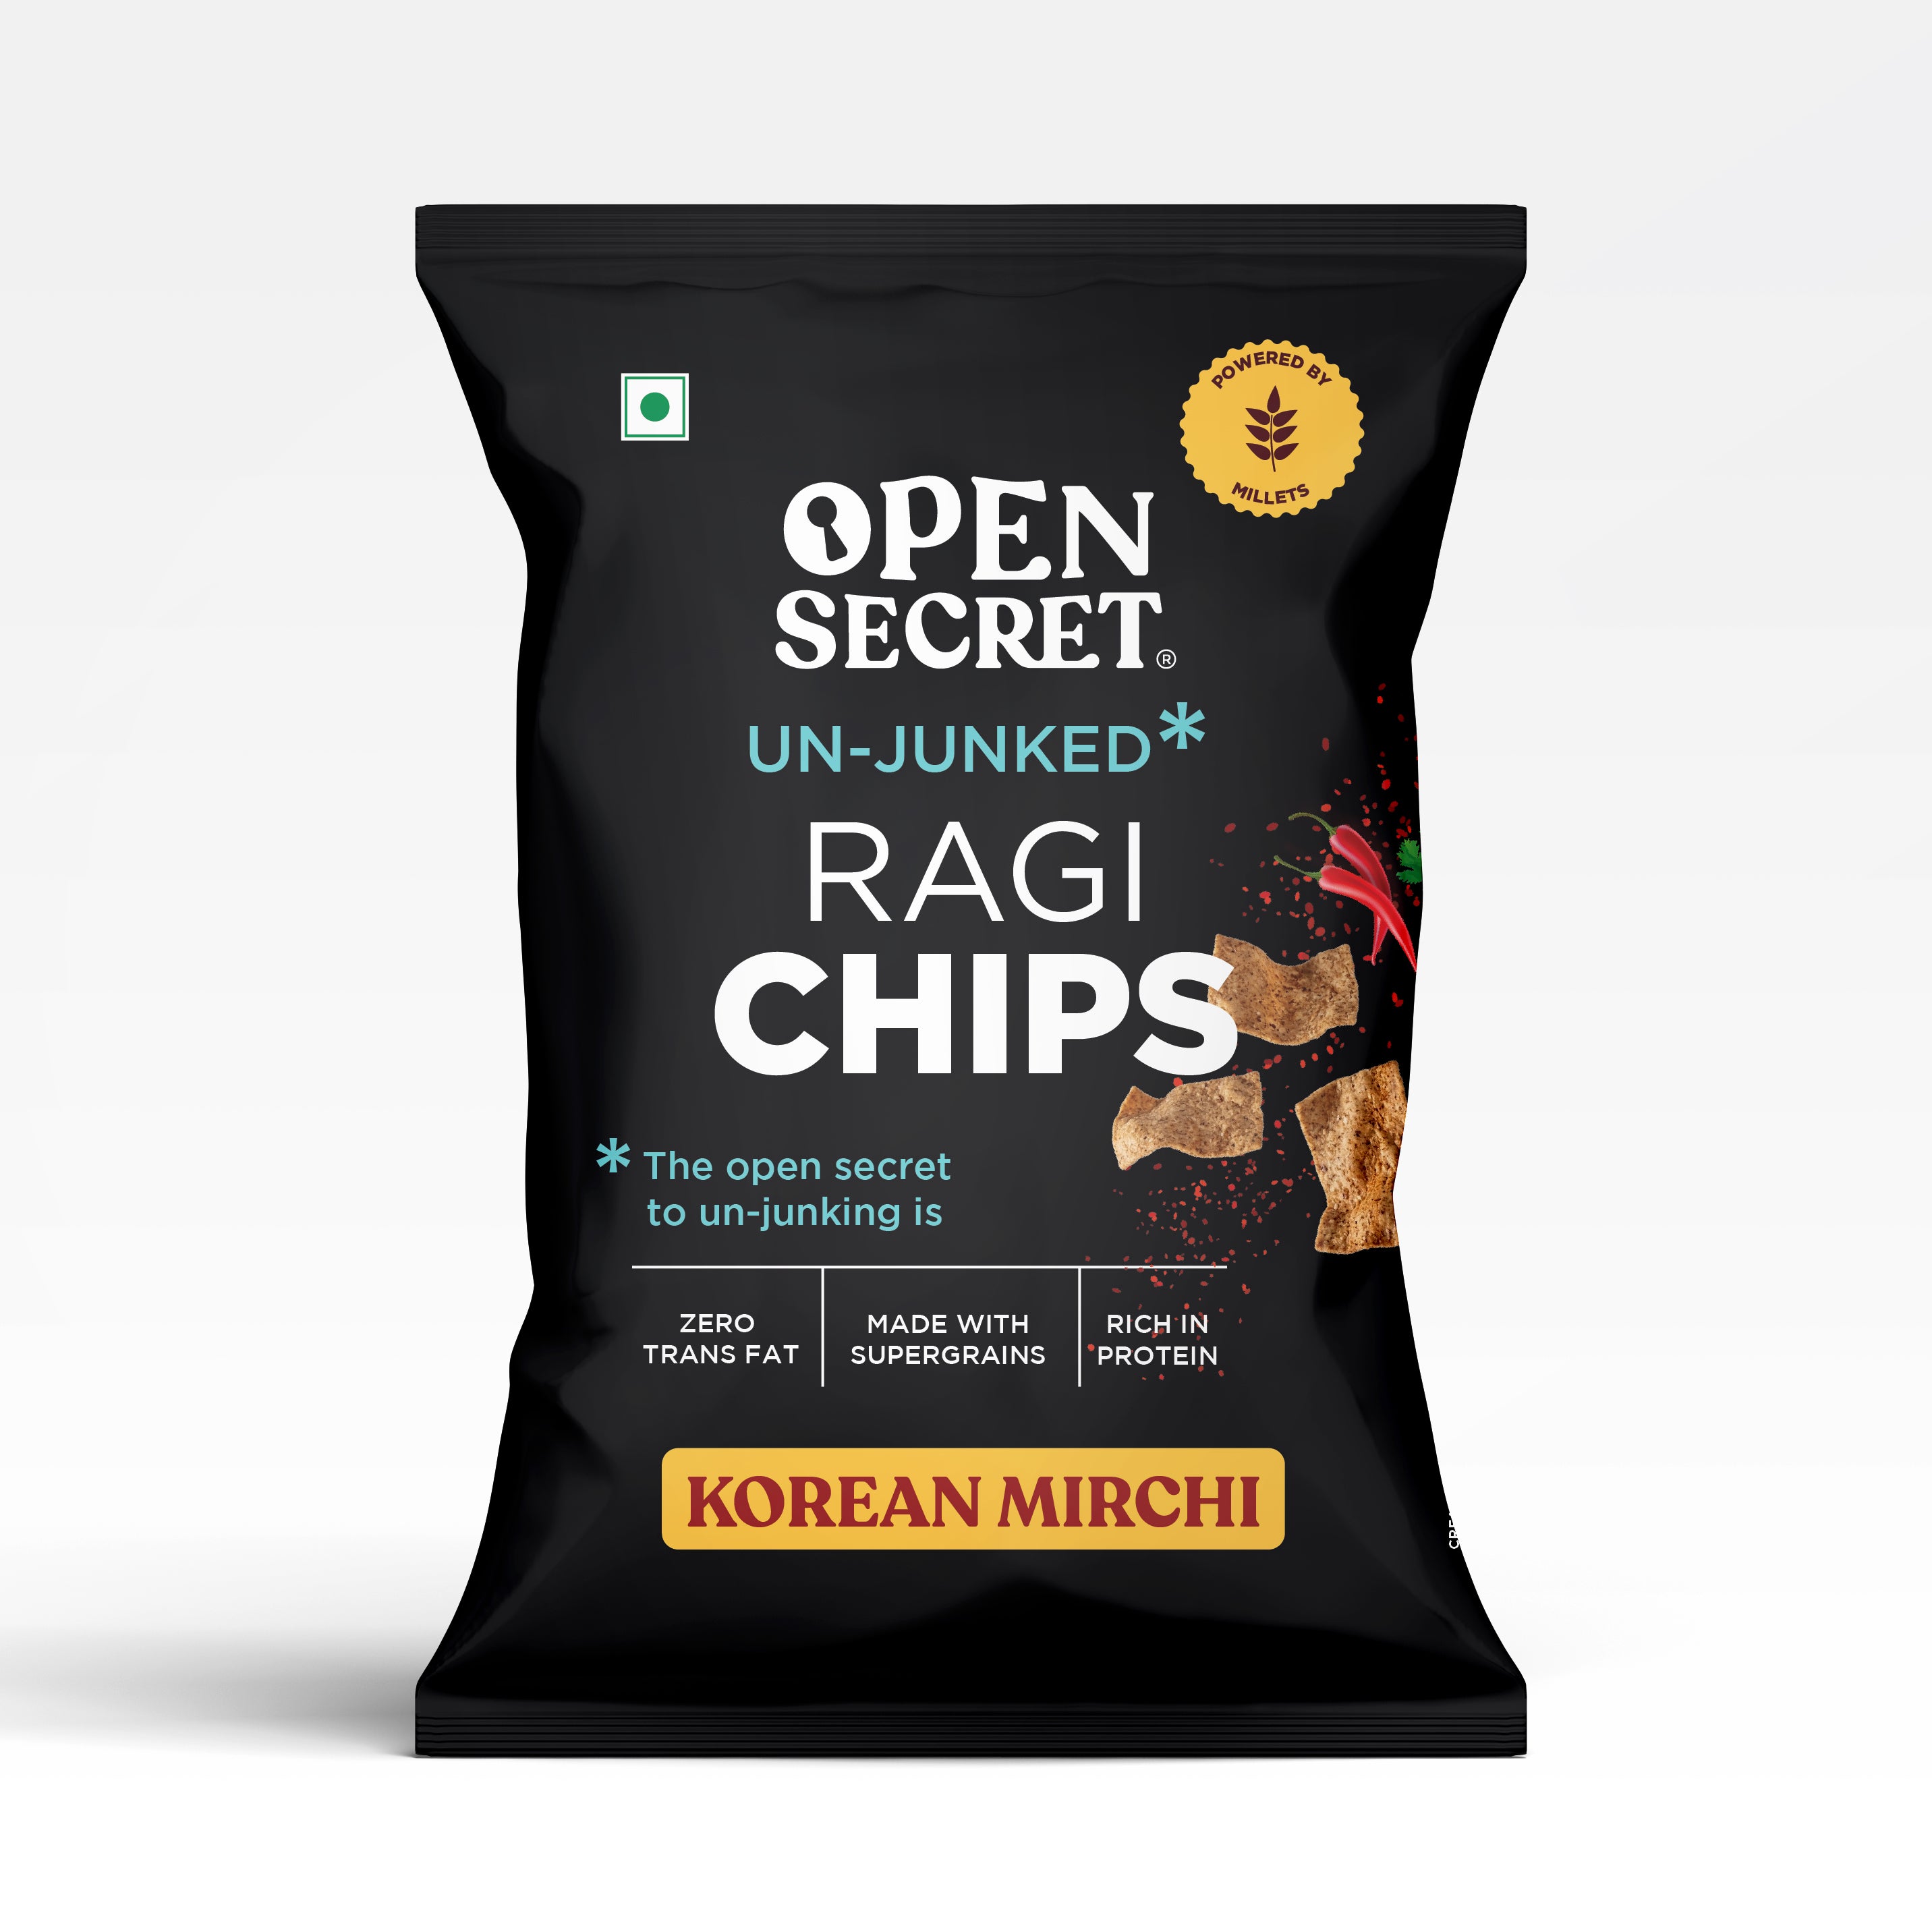 POWERED BY
MILLETS
OPEN
SECRET®
UN-JUNKED*
RAGI
CHIPS
* The open secret
to un-junking is
ZERO
TRANS FAT
MADE WITH
SUPERGRAINS
RICH IN
PROTEIN
KOREAN MIRCHI